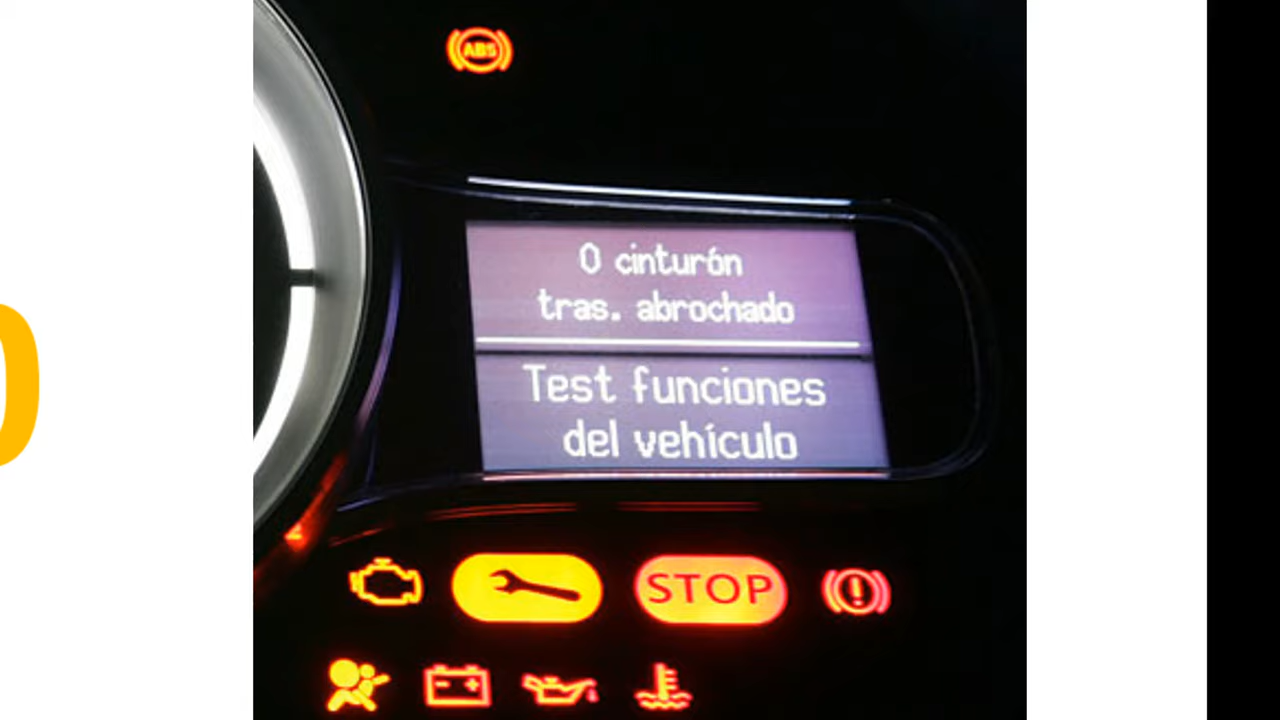 ABS
0 cinturón
tras. abrochado
Test funciones
del vehículo
STOP